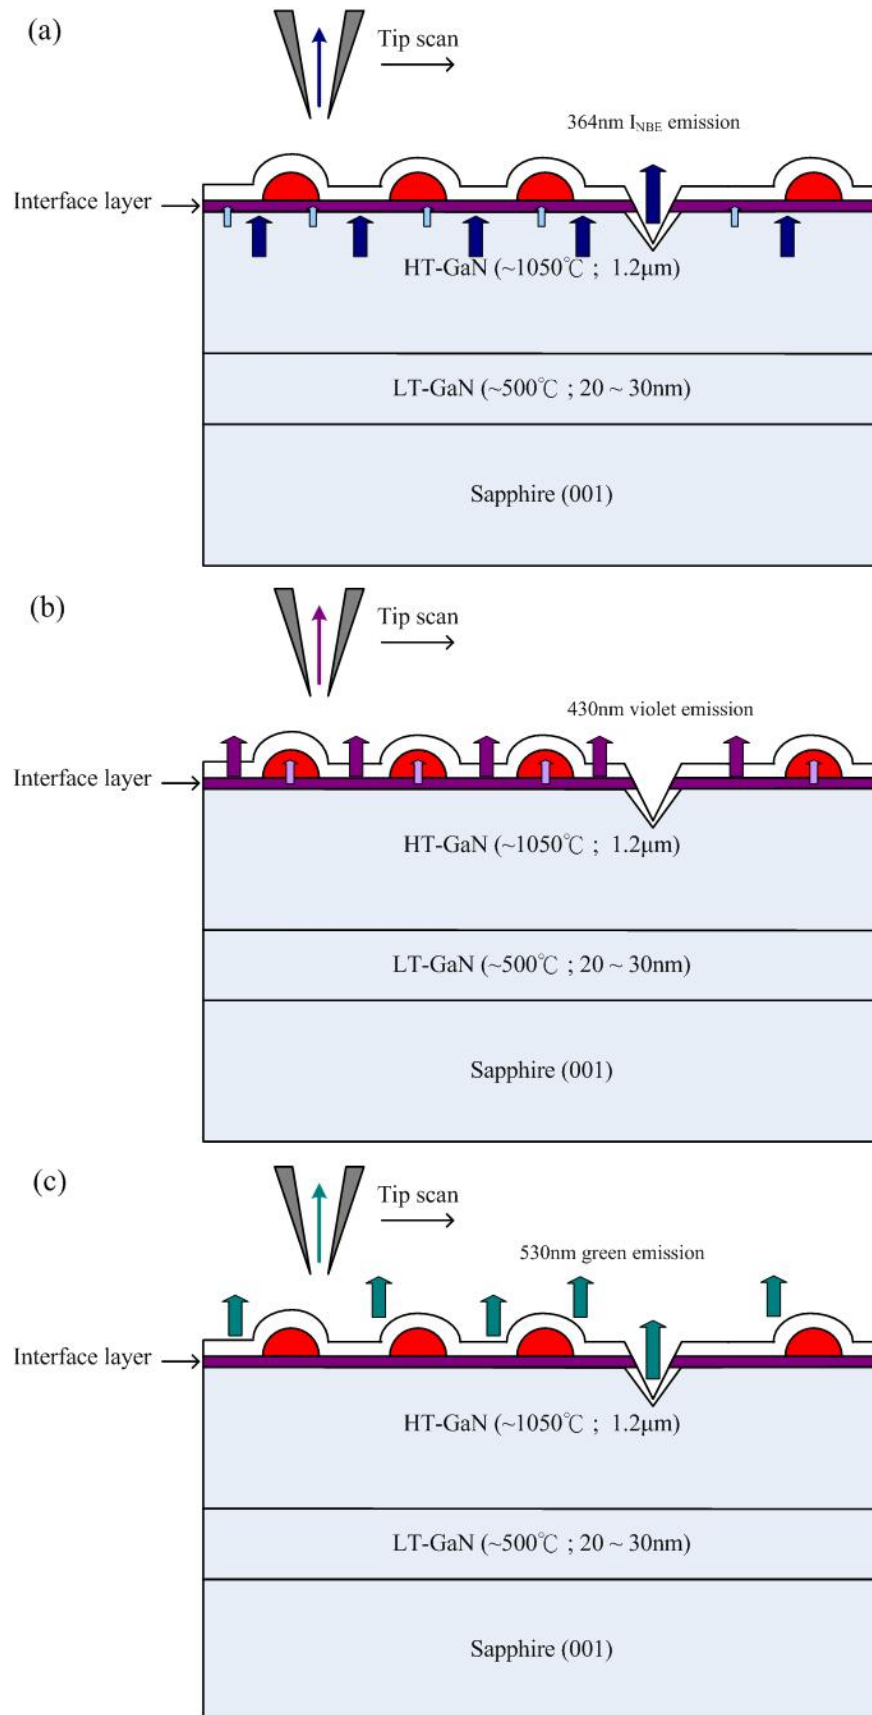 (a)
Tip scan
364nm I_NBE emission
Interface layer
HT-GaN (~1050℃ ; 1.2μm)
LT-GaN (~500℃ ; 20 ~ 30nm)
Sapphire (001)
(b)
Tip scan
430nm violet emission
Interface layer
HT-GaN (~1050℃ ; 1.2μm)
LT-GaN (~500℃ ; 20 ~ 30nm)
Sapphire (001)
(c)
Tip scan
530nm green emission
Interface layer
HT-GaN (~1050℃ ; 1.2μm)
LT-GaN (~500℃ ; 20 ~ 30nm)
Sapphire (001)